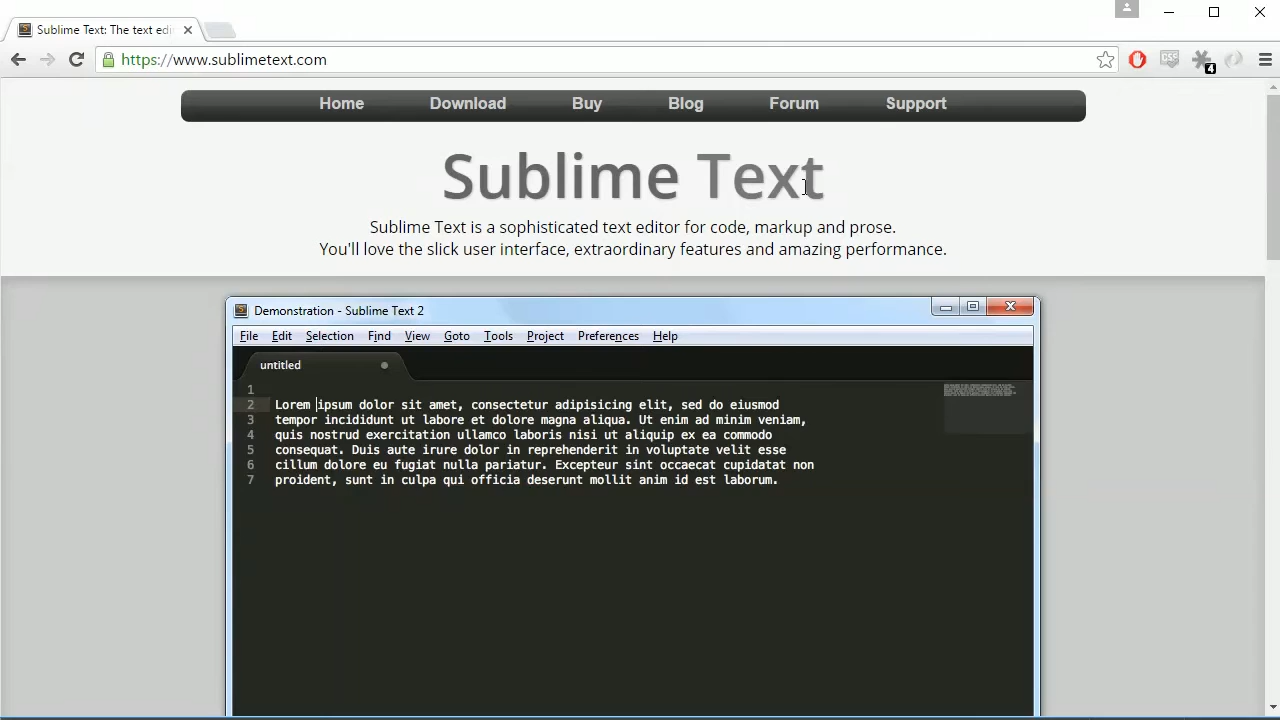 Sublime Text: The text edi
https://www.sublimetext.com
4
Home Download Buy Blog Forum Support
Sublime Text
Sublime Text is a sophisticated text editor for code, markup and prose.
You'll love the slick user interface, extraordinary features and amazing performance.
Demonstration - Sublime Text 2
File Edit Selection Find View Goto Tools Project Preferences Help
untitled
1
2 Lorem ipsum dolor sit amet, consectetur adipisicing elit, sed do eiusmod
3 tempor incididunt ut labore et dolore magna aliqua. Ut enim ad minim veniam,
4 quis nostrud exercitation ullamco laboris nisi ut aliquip ex ea commodo
5 consequat. Duis aute irure dolor in reprehenderit in voluptate velit esse
6 cillum dolore eu fugiat nulla pariatur. Excepteur sint occaecat cupidatat non
7 proident, sunt in culpa qui officia deserunt mollit anim id est laborum.